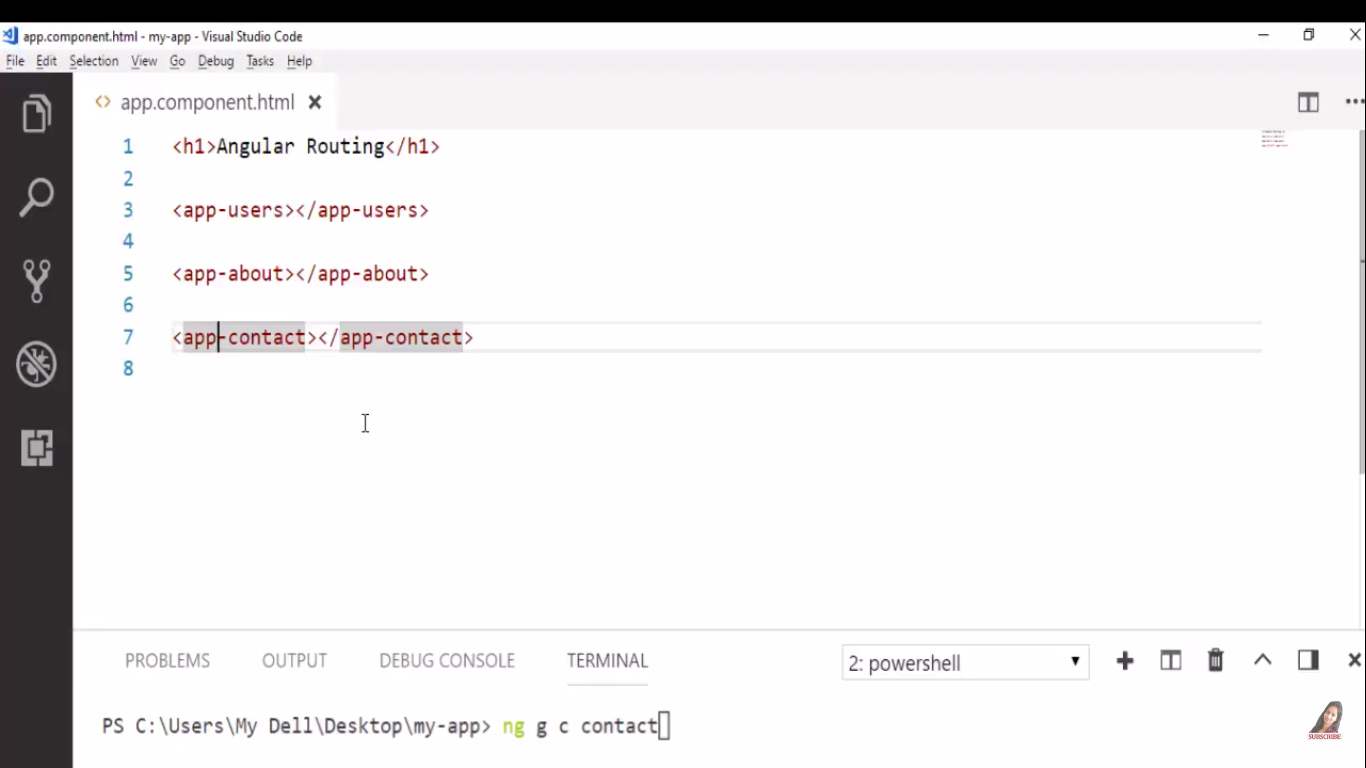 app.component.html - my-app - Visual Studio Code
File Edit Selection View Go Debug Tasks Help
<> app.component.html
1 <h1>Angular Routing</h1>
2
3 <app-users></app-users>
4
5 <app-about></app-about>
6
7 <app-contact></app-contact>
8
PROBLEMS OUTPUT DEBUG CONSOLE TERMINAL 2: powershell
PS C:\Users\My Dell\Desktop\my-app> ng g c contact
SUBSCRIBE